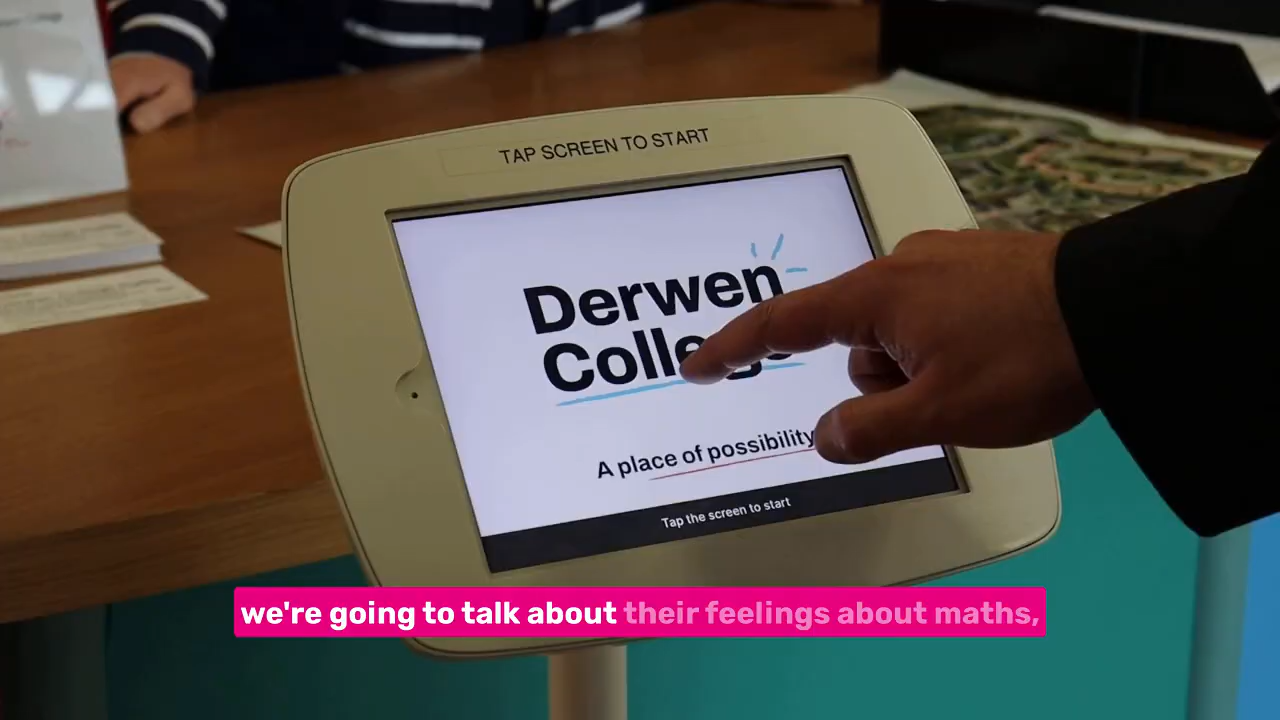 TAP SCREEN TO START
Derwen
College
A place of possibility
Tap the screen to start
we're going to talk about their feelings about maths,